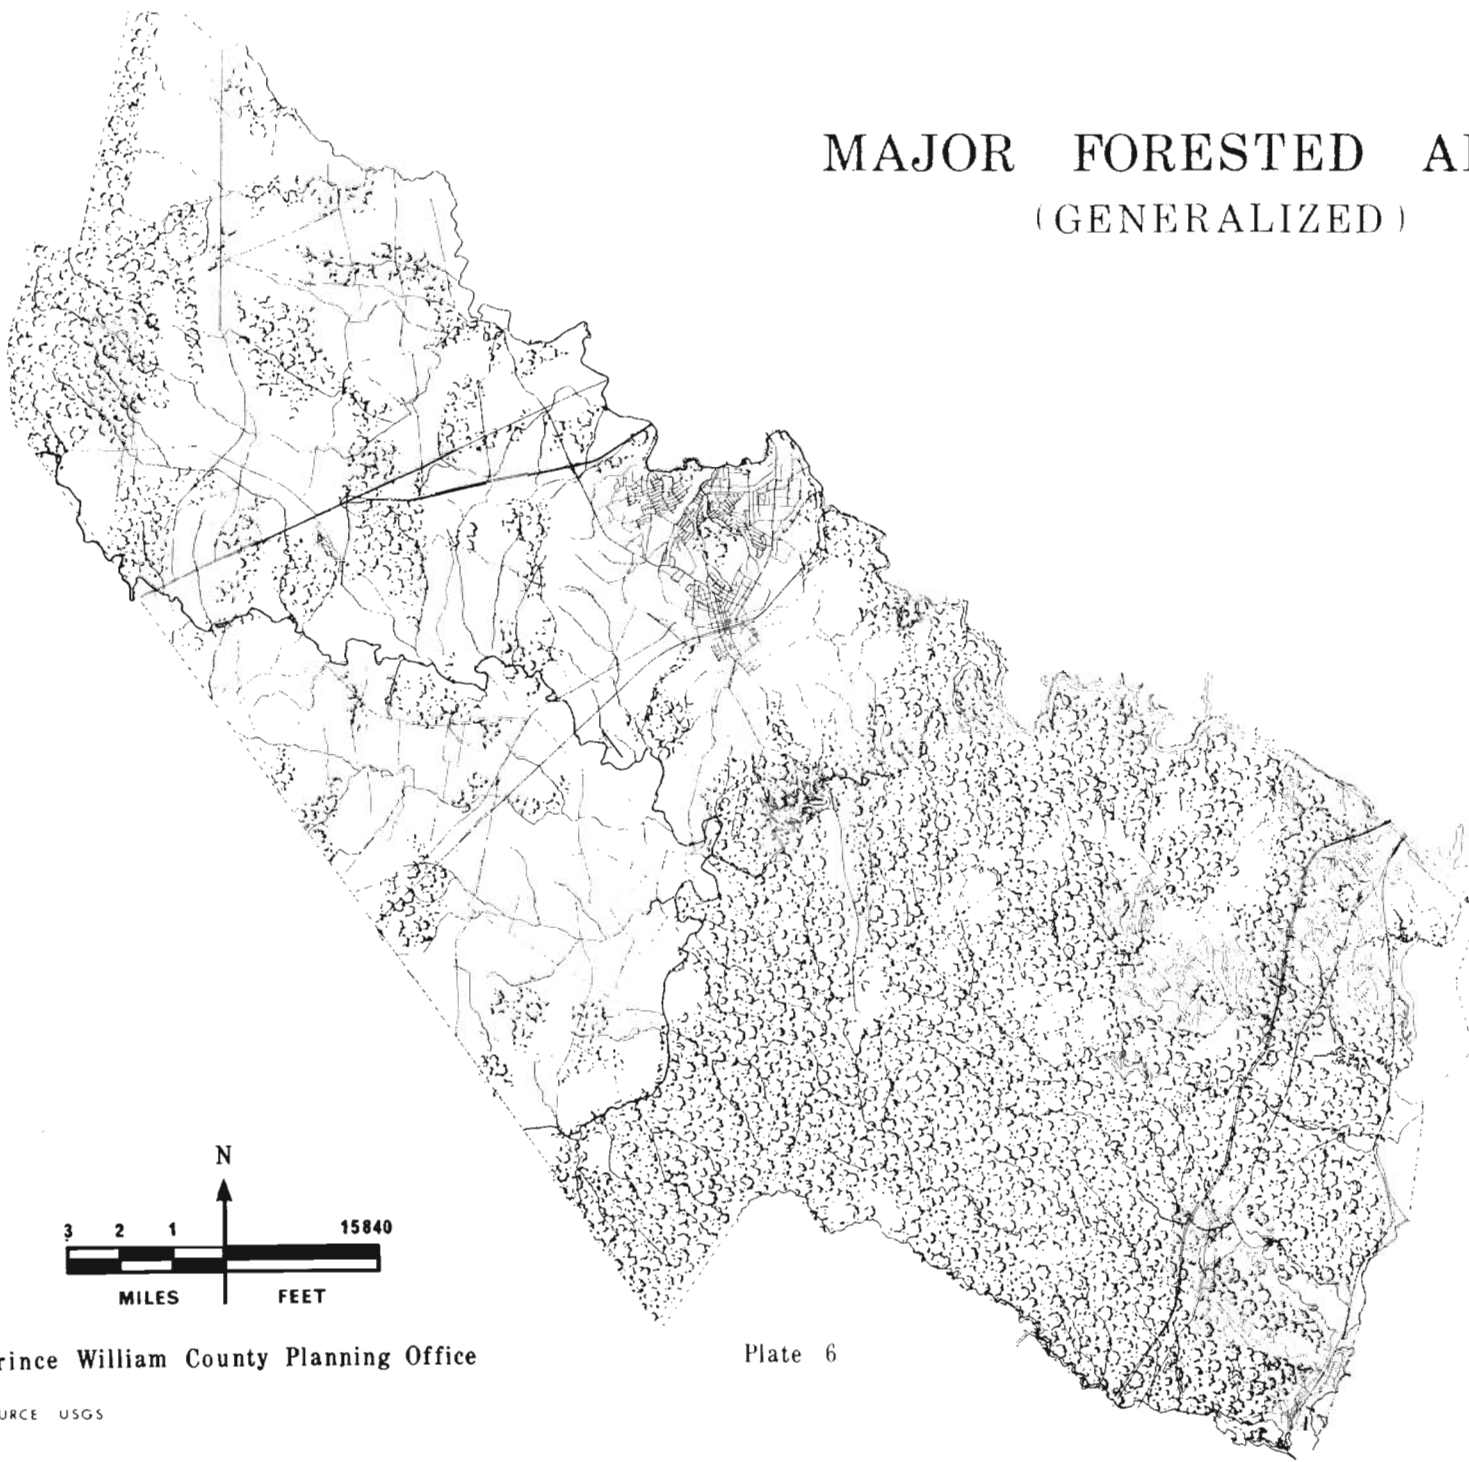 MAJOR FORESTED A
(GENERALIZED)
N
3 2 1 15840
MILES FEET
rince William County Planning Office
Plate 6
URCE USGS